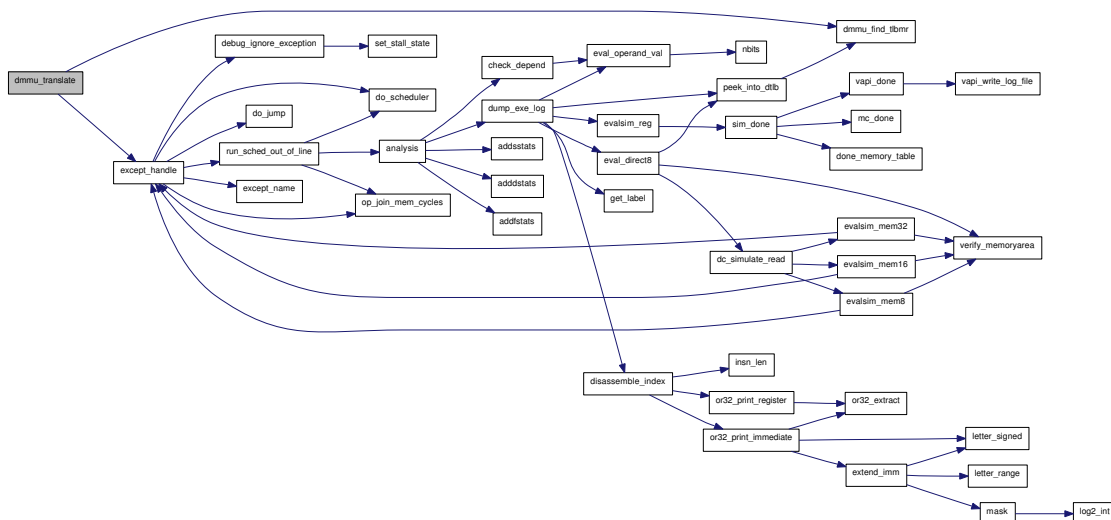 dmmu_find_tlbmr
debug_ignore_exception
set_stall_state
eval_operand_val
nbits
check_depend
dmmu_translate
vapi_done
vapi_write_log_file
peek_into_dtlb
do_scheduler
dump_exe_log
do_jump
evalsim_reg
sim_done
mc_done
run_sched_out_of_line
analysis
addsstats
done_memory_table
except_handle
eval_direct8
except_name
adddstats
get_label
op_join_mem_cycles
addfstats
evalsim_mem32
verify_memoryarea
dc_simulate_read
evalsim_mem16
evalsim_mem8
insn_len
disassemble_index
or32_print_register
or32_extract
or32_print_immediate
letter_signed
extend_imm
letter_range
mask
log2_int